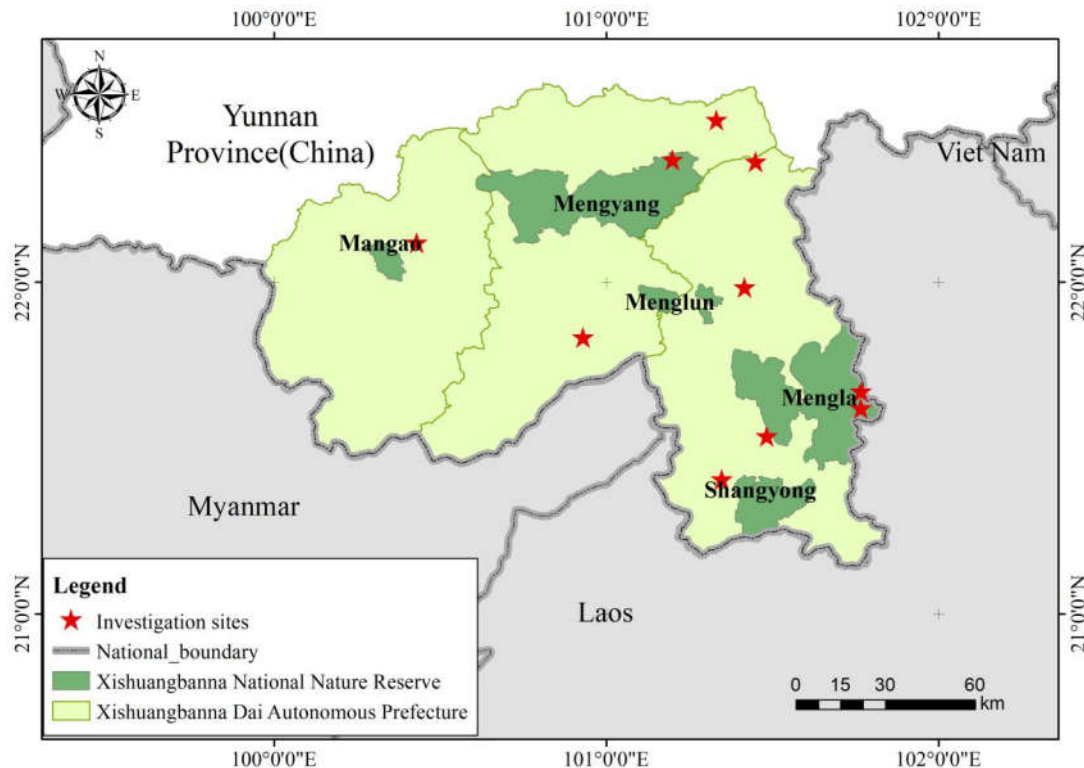 100°0'0"E 101°0'0"E 102°0'0"E
N
W E
S
Yunnan
Province(China)
Viet Nam
Mengyang
Mangao
22°0'0"N 22°0'0"N
Menglun
Mengla
Shangyong
Myanmar
Laos
21°0'0"N 21°0'0"N
Legend
Investigation sites
National_boundary
Xishuangbanna National Nature Reserve
Xishuangbanna Dai Autonomous Prefecture
0 15 30 60
km
100°0'0"E 101°0'0"E 102°0'0"E